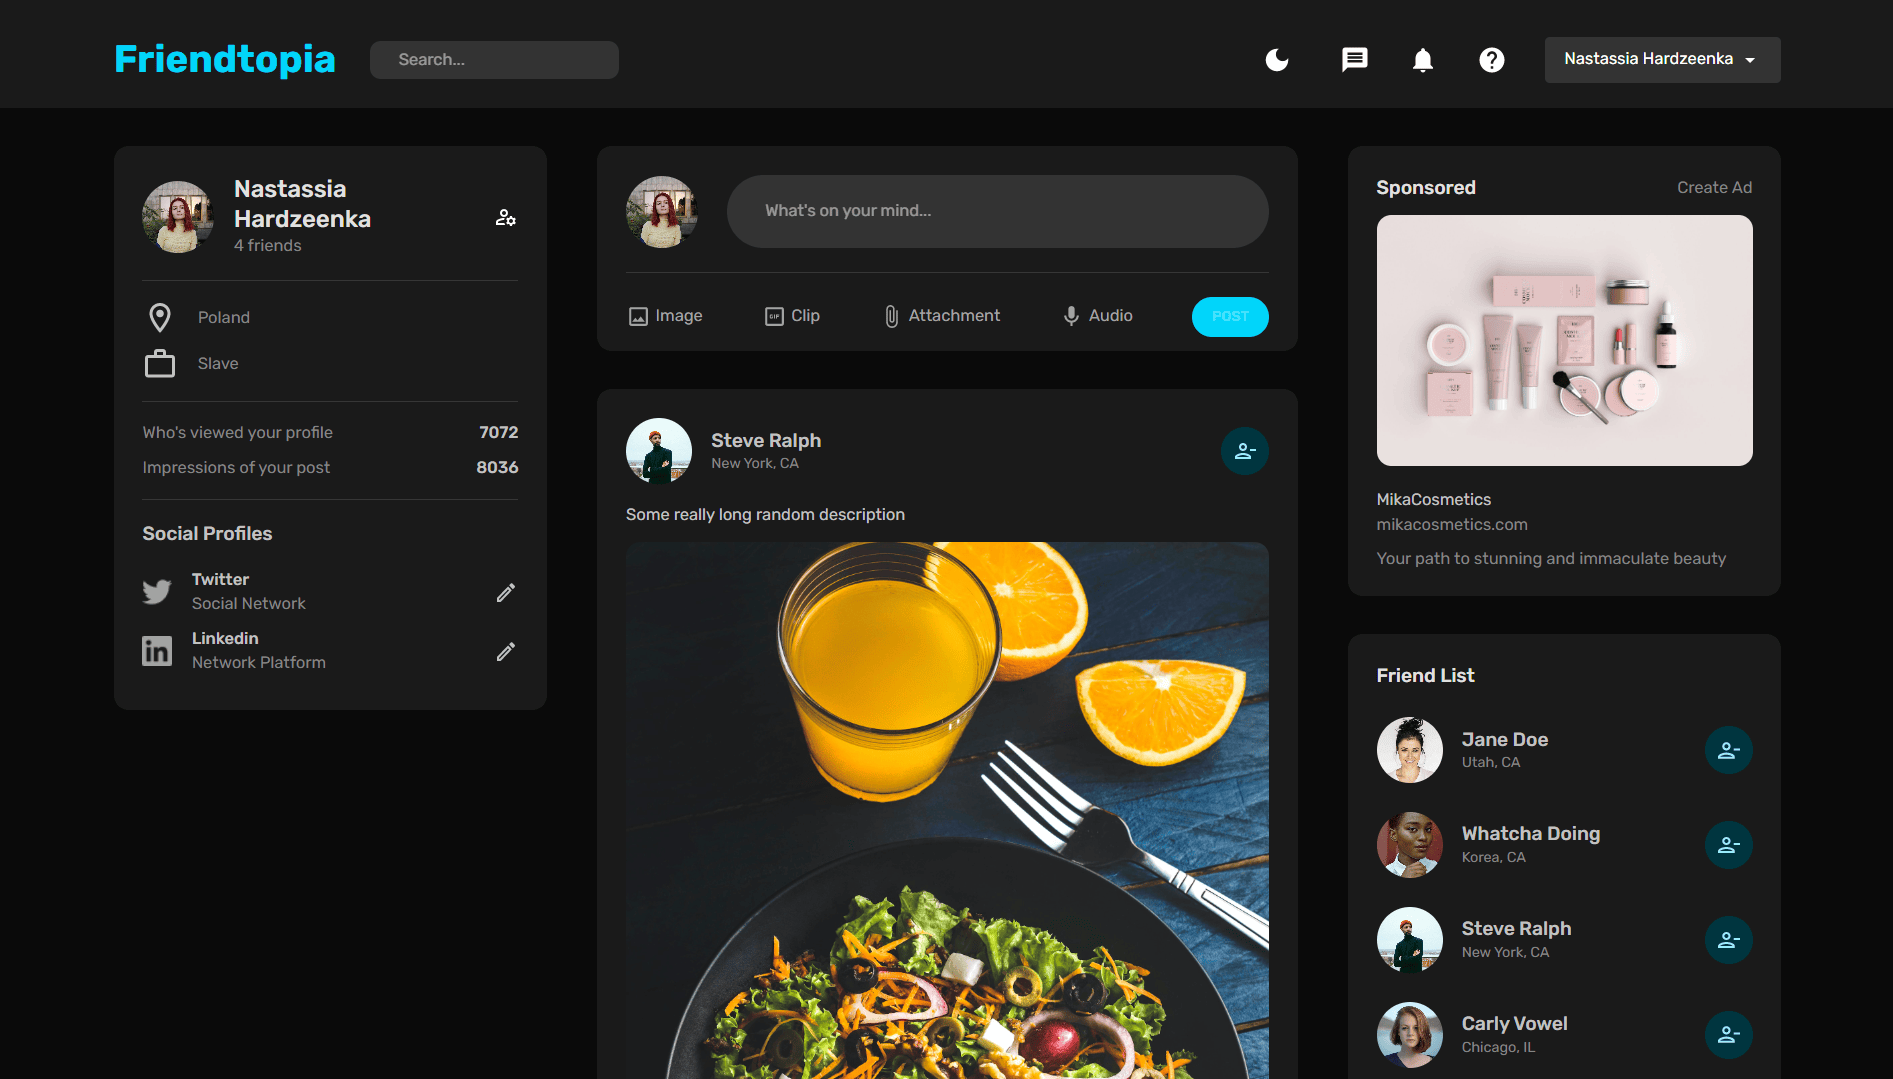 Friendtopia
Search...
Nastassia Hardzeenka
Nastassia
Hardzeenka
4 friends
Poland
Slave
Who's viewed your profile 7072
Impressions of your post 8036
Social Profiles
Twitter
Social Network
Linkedin
Network Platform
What's on your mind...
Image
GIF
Clip
Attachment
Audio
POST
Steve Ralph
New York, CA
Some really long random description
Sponsored
Create Ad
MikaCosmetics
mikacosmetics.com
Your path to stunning and immaculate beauty
Friend List
Jane Doe
Utah, CA
Whatcha Doing
Korea, CA
Steve Ralph
New York, CA
Carly Vowel
Chicago, IL